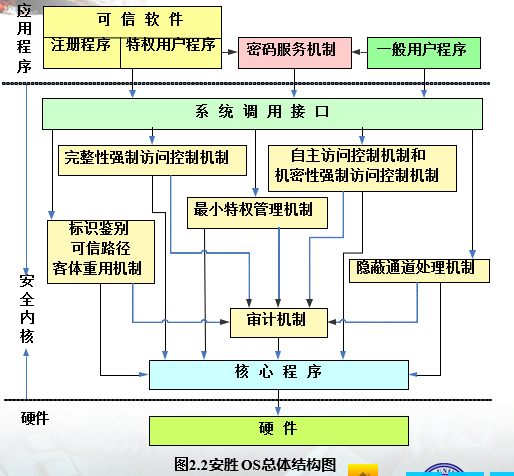 应用程序
可 信 软 件
注册程序
特权用户程序
密码服务机制
一般用户程序
系 统 调 用 接 口
完整性强制访问控制机制
自主访问控制机制和
机密性强制访问控制机制
最小特权管理机制
标识鉴别
可信路径
客体重用机制
隐蔽通道处理机制
安全内核
审计机制
核 心 程 序
硬件
硬 件
图2.2安胜 OS总体结构图